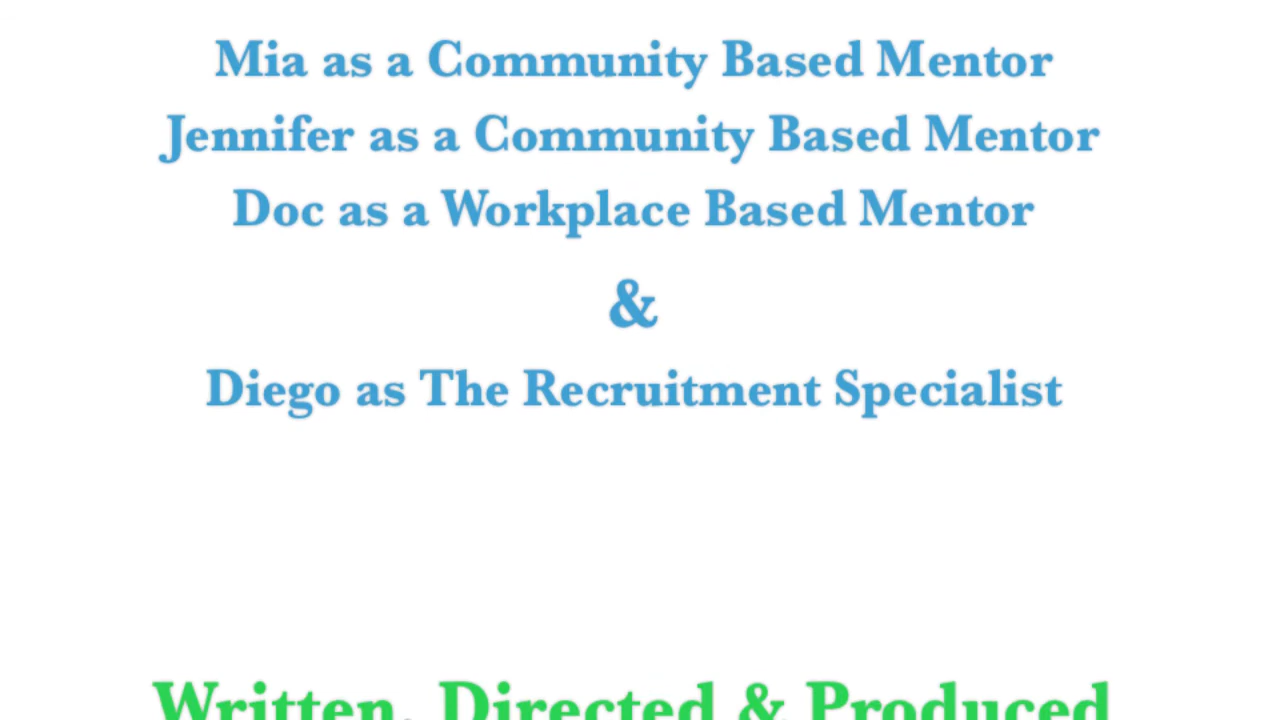 Mia as a Community Based Mentor
Jennifer as a Community Based Mentor
Doc as a Workplace Based Mentor
&
Diego as The Recruitment Specialist
Written, Directed & Produced